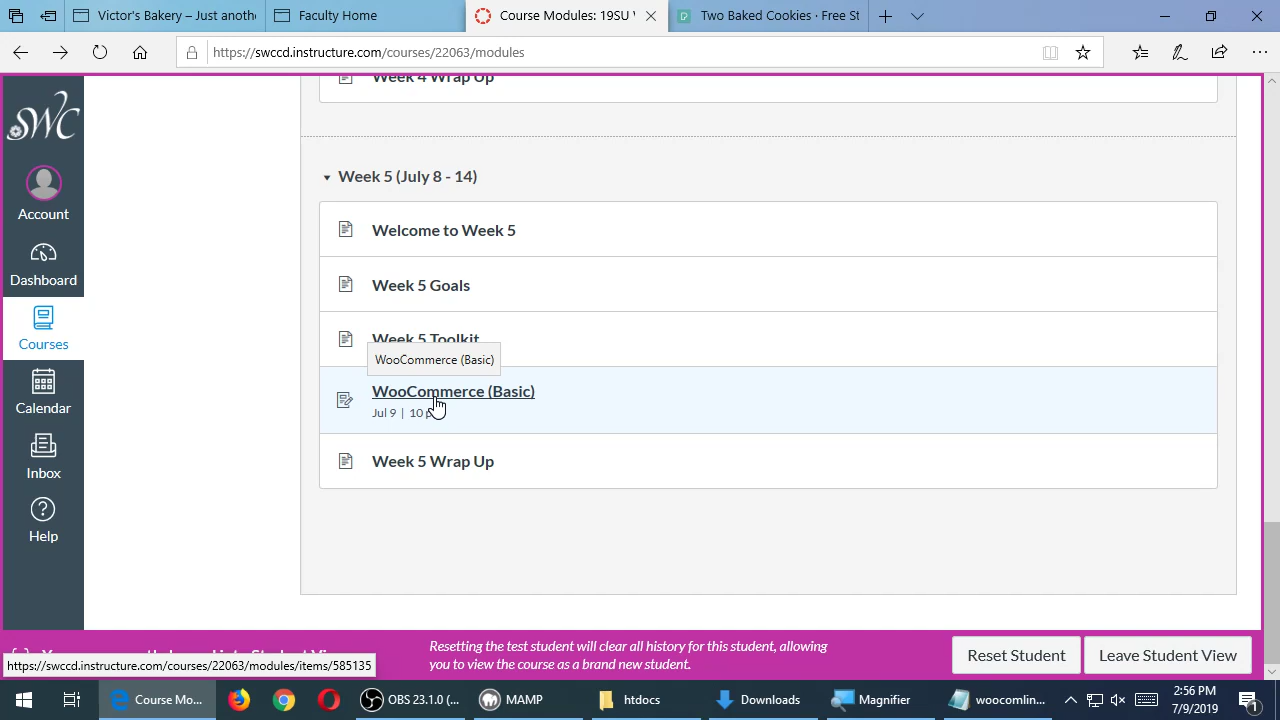 Victor's Bakery – Just anoth
Faculty Home
Course Modules: 19SU
Two Baked Cookies · Free St
https://swccd.instructure.com/courses/22063/modules
SWC
Account
Dashboard
Courses
Calendar
Inbox
Help
Week 4 Wrap Up
Week 5 (July 8 - 14)
Welcome to Week 5
Week 5 Goals
Week 5 Toolkit
WooCommerce (Basic)
WooCommerce (Basic)
Jul 9 | 10 p
Week 5 Wrap Up
Resetting the test student will clear all history for this student, allowing
you to view the course as a brand new student.
Reset Student
Leave Student View
https://swccd.instructure.com/courses/22063/modules/items/585135
Course Mo...
OBS 23.1.0 (...
MAMP
htdocs
Downloads
Magnifier
woocomlin...
2:56 PM
7/9/2019
1